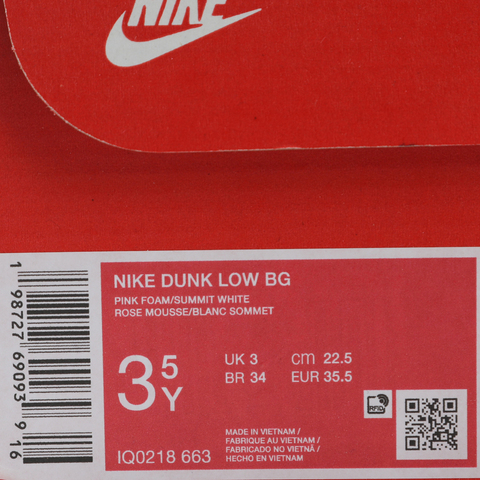 NIKE
NIKE DUNK LOW BG
PINK FOAM/SUMMIT WHITE
ROSE MOUSSE/BLANC SOMMET
3 5 Y
UK 3 cm 22.5
BR 34 EUR 35.5
RFID
MADE IN VIETNAM /
FABRIQUE AU VIETNAM /
FABRICADO NO VIETNÃ /
HECHO EN VIETNAM
IQ0218 663
1 98727 69093 9 16